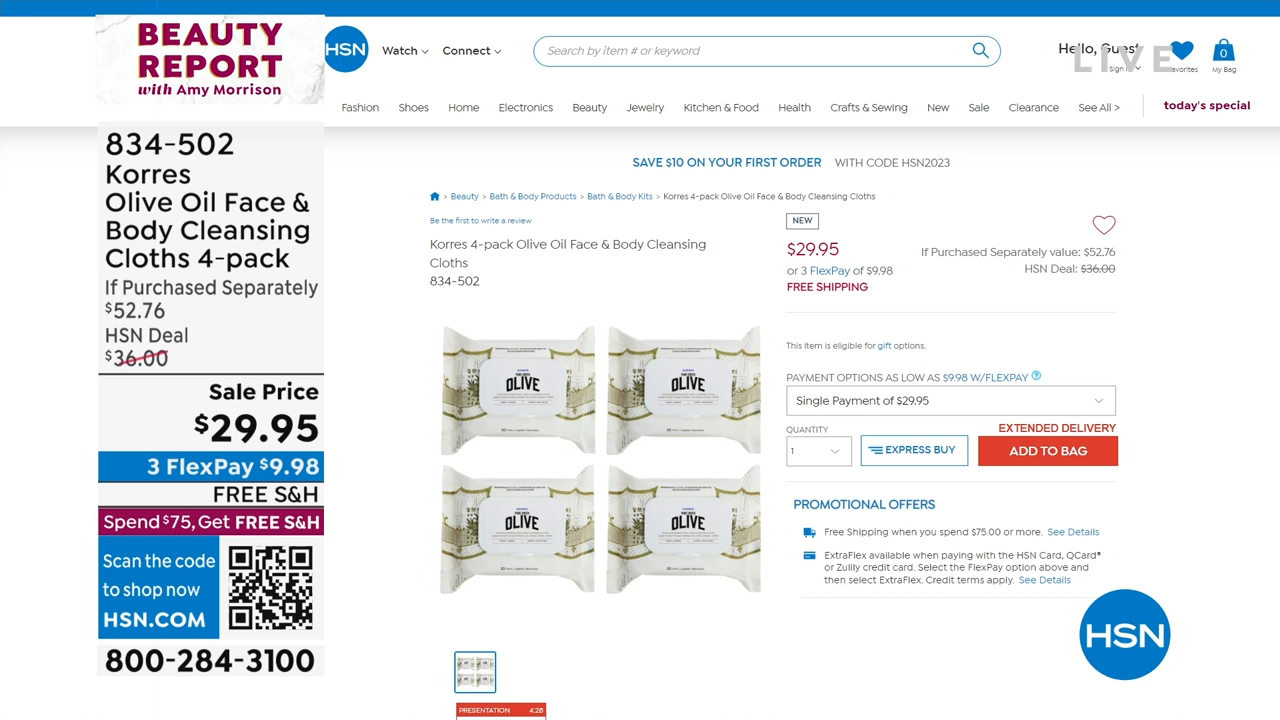 BEAUTY
REPORT
with Amy Morrison
834-502
Korres
Olive Oil Face &
Body Cleansing
Cloths 4-pack
If Purchased Separately
$52.76
HSN Deal
$36.00
Sale Price
$29.95
3 FlexPay $9.98
FREE S&H
Spend $75, Get FREE S&H
Scan the code
to shop now
HSN.COM
800-284-3100
HSN
Watch
Connect
Search by item # or keyword
Hello, Guest
Sign In
LIVE
Favorites
0
My Bag
Fashion Shoes Home Electronics Beauty Jewelry Kitchen & Food Health Crafts & Sewing New Sale Clearance See All > today's special
SAVE $10 ON YOUR FIRST ORDER WITH CODE HSN2023
> Beauty > Bath & Body Products > Bath & Body Kits > Korres 4-pack Olive Oil Face & Body Cleansing Cloths
Be the first to write a review
Korres 4-pack Olive Oil Face & Body Cleansing
Cloths
834-502
OLIVE
OLIVE
OLIVE
OLIVE
PRESENTATION 4:28
NEW
$29.95
or 3 FlexPay of $9.98
FREE SHIPPING
If Purchased Separately value: $52.76
HSN Deal: $36.00
This item is eligible for gift options.
PAYMENT OPTIONS AS LOW AS $9.98 W/FLEXPAY ?
Single Payment of $29.95
QUANTITY
1
EXTENDED DELIVERY
EXPRESS BUY
ADD TO BAG
PROMOTIONAL OFFERS
Free Shipping when you spend $75.00 or more. See Details
ExtraFlex available when paying with the HSN Card, QCard®
or Zulily credit card. Select the FlexPay option above and
then select ExtraFlex. Credit terms apply. See Details
HSN